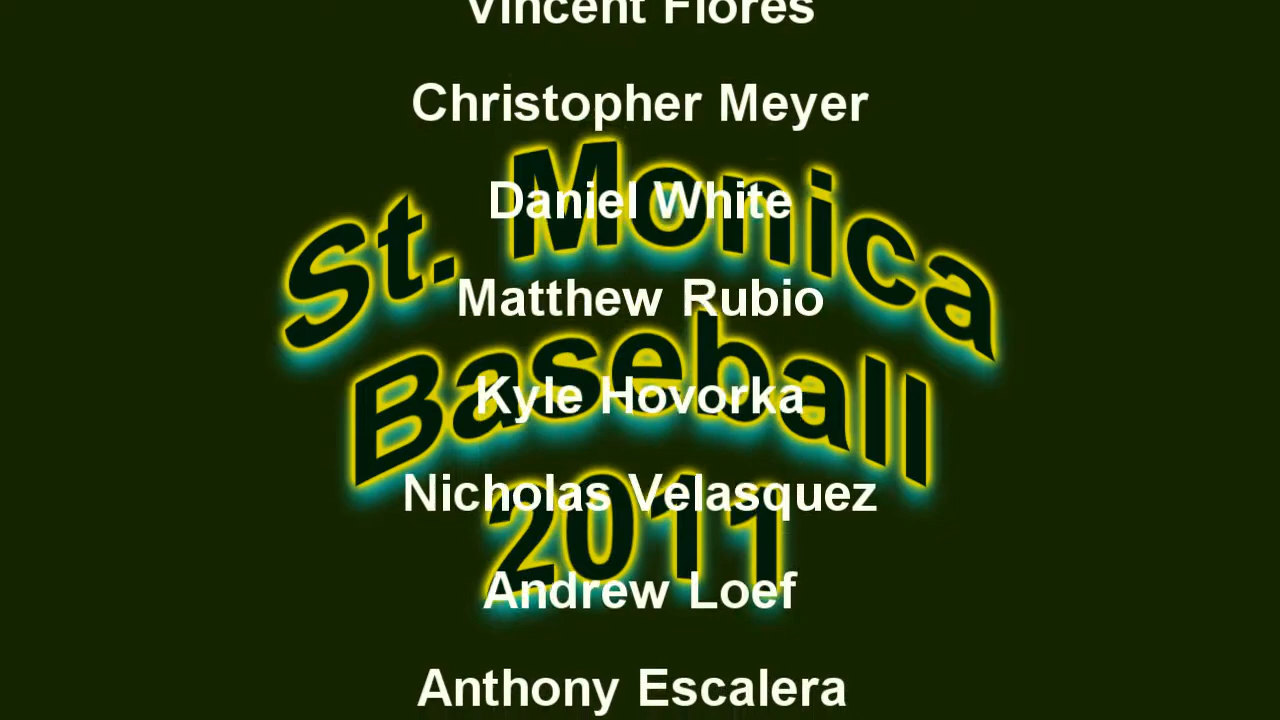 Vincent Flores
Christopher Meyer
Daniel White
Matthew Rubio
Kyle Hovorka
Nicholas Velasquez
Andrew Loef
Anthony Escalera
St. Monica
Baseball
2011